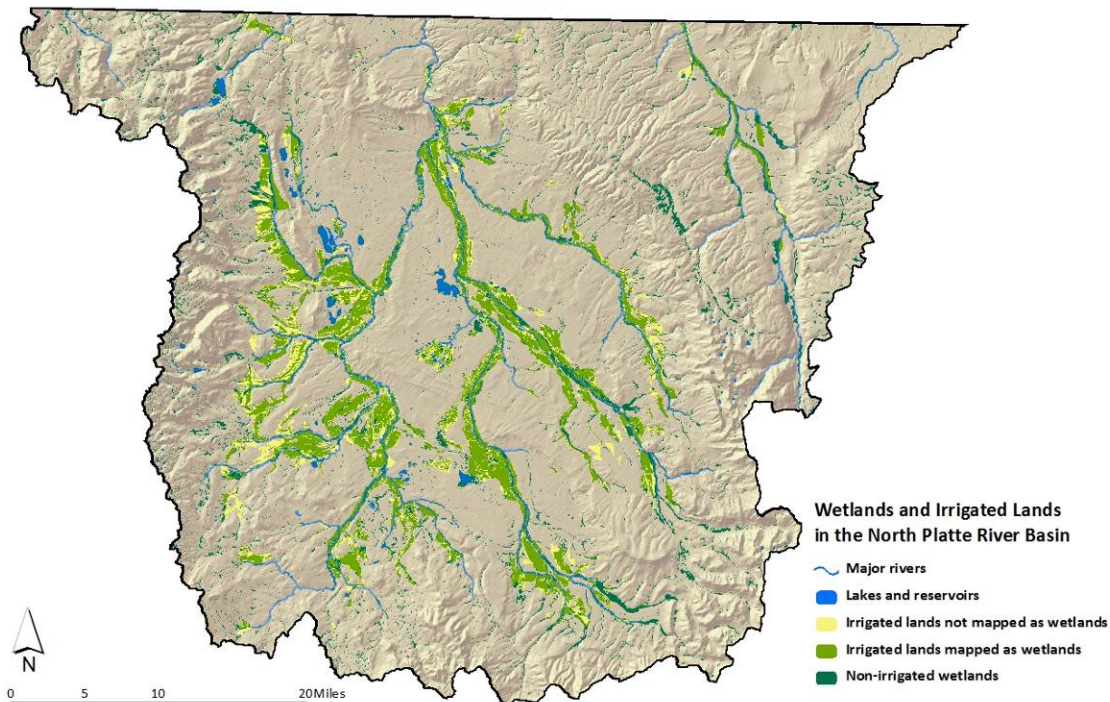 Wetlands and Irrigated Lands
in the North Platte River Basin
Major rivers
Lakes and reservoirs
Irrigated lands not mapped as wetlands
Irrigated lands mapped as wetlands
Non-irrigated wetlands
N
0 5 10 20Miles